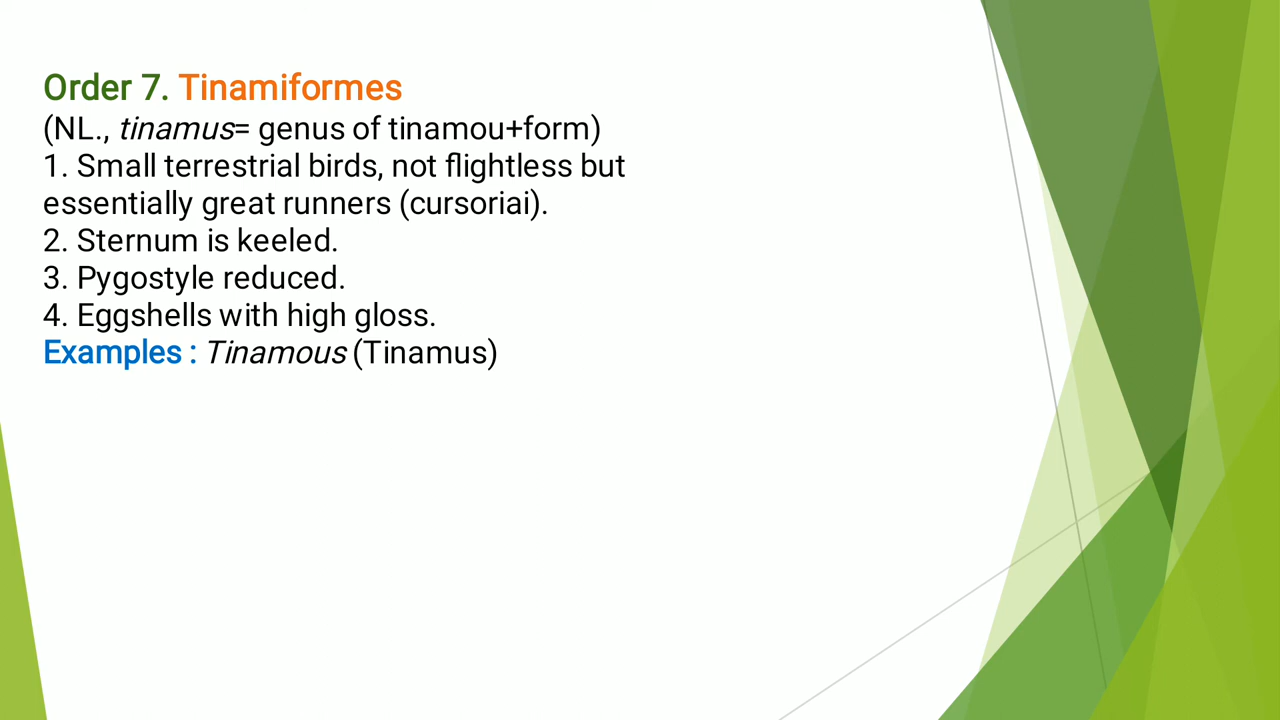 Order 7. Tinamiformes
(NL., tinamus= genus of tinamou+form)
1. Small terrestrial birds, not flightless but
essentially great runners (cursoriai).
2. Sternum is keeled.
3. Pygostyle reduced.
4. Eggshells with high gloss.
Examples : Tinamous (Tinamus)